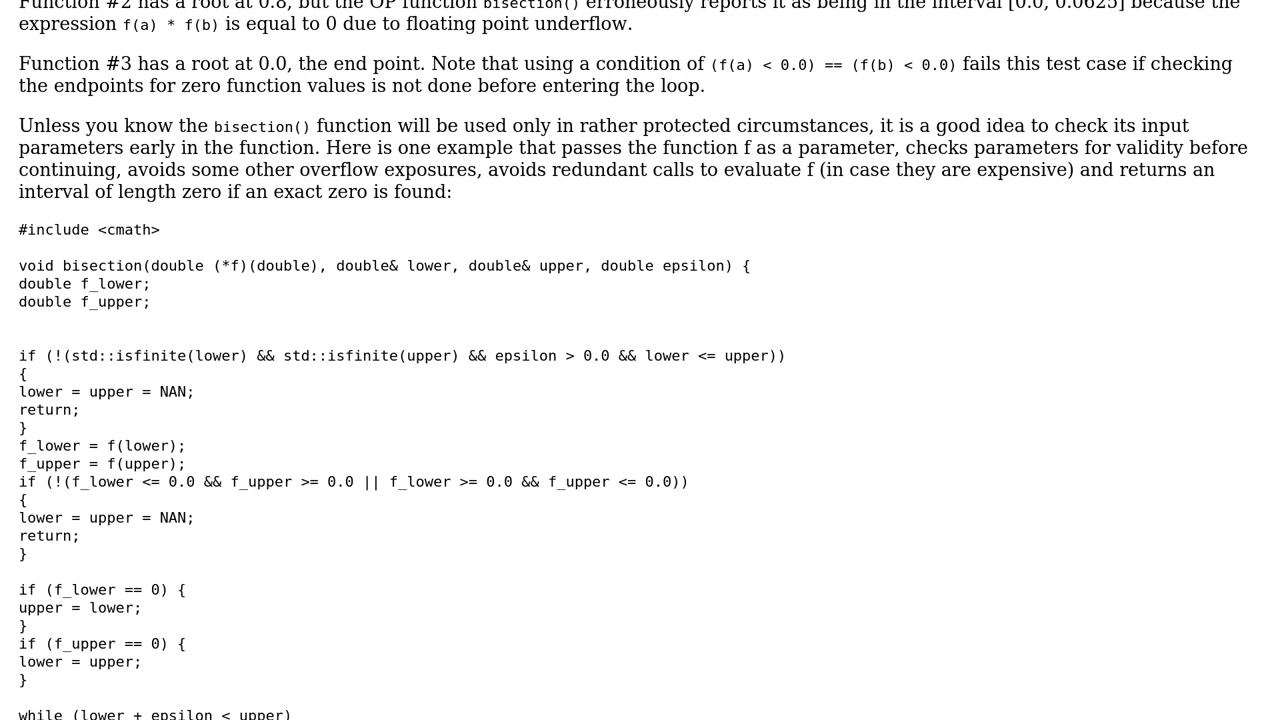 Function #2 has a root at 0.8, but the OP function bisection() erroneously reports it as being in the interval [0.0, 0.0625] because the
expression f(a) * f(b) is equal to 0 due to floating point underflow.
Function #3 has a root at 0.0, the end point. Note that using a condition of (f(a) < 0.0) == (f(b) < 0.0) fails this test case if checking
the endpoints for zero function values is not done before entering the loop.
Unless you know the bisection() function will be used only in rather protected circumstances, it is a good idea to check its input
parameters early in the function. Here is one example that passes the function f as a parameter, checks parameters for validity before
continuing, avoids some other overflow exposures, avoids redundant calls to evaluate f (in case they are expensive) and returns an
interval of length zero if an exact zero is found:
#include <cmath>
void bisection(double (*f)(double), double& lower, double& upper, double epsilon) {
double f_lower;
double f_upper;
if (!(std::isfinite(lower) && std::isfinite(upper) && epsilon > 0.0 && lower <= upper))
{
lower = upper = NAN;
return;
}
f_lower = f(lower);
f_upper = f(upper);
if (!(f_lower <= 0.0 && f_upper >= 0.0 || f_lower >= 0.0 && f_upper <= 0.0))
{
lower = upper = NAN;
return;
}
if (f_lower == 0) {
upper = lower;
}
if (f_upper == 0) {
lower = upper;
}
while (lower + epsilon < upper)